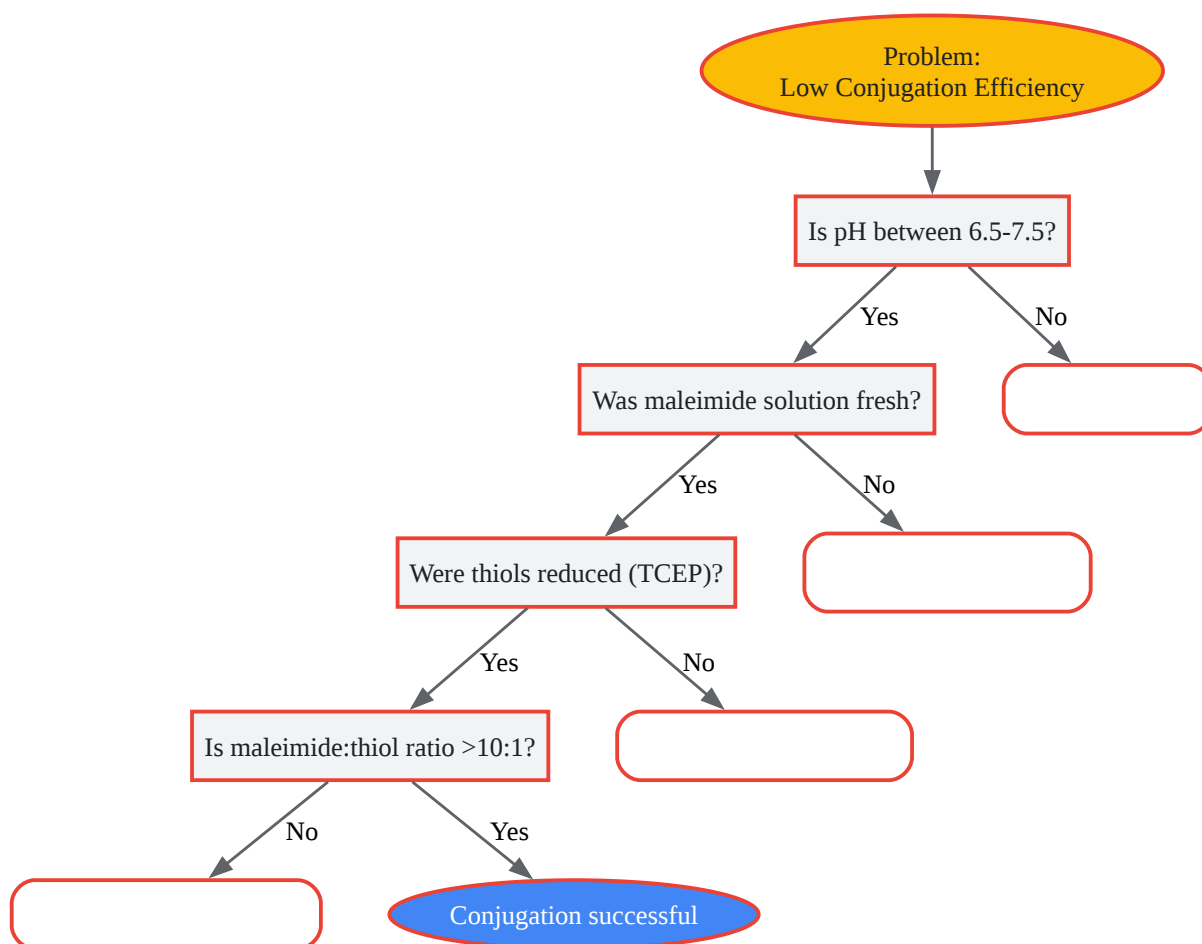 Problem:
Low Conjugation Efficiency
Is pH between 6.5-7.5?
Yes
No
Was maleimide solution fresh?
Yes
No
Were thiols reduced (TCEP)?
Yes
No
Is maleimide:thiol ratio >10:1?
No
Yes
Conjugation successful